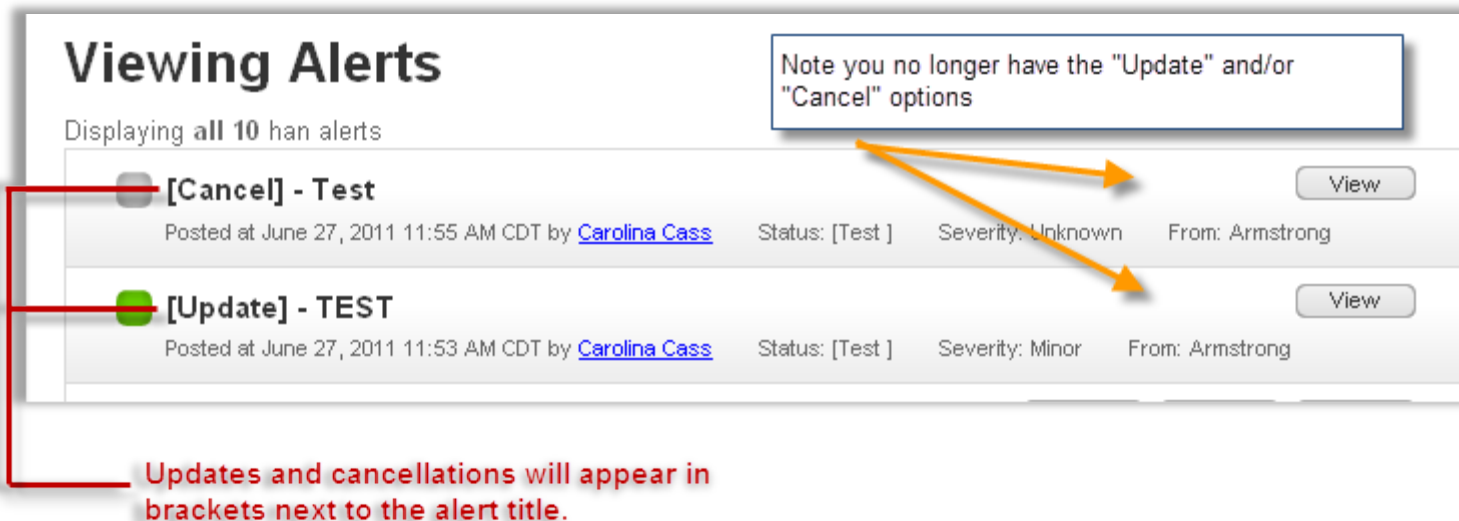 Viewing Alerts
Note you no longer have the "Update" and/or
"Cancel" options
Displaying all 10 han alerts
[Cancel] - Test
View
Posted at June 27, 2011 11:55 AM CDT by Carolina Cass Status: [Test ] Severity: Unknown From: Armstrong
[Update] - TEST
View
Posted at June 27, 2011 11:53 AM CDT by Carolina Cass Status: [Test ] Severity: Minor From: Armstrong
Updates and cancellations will appear in
brackets next to the alert title.